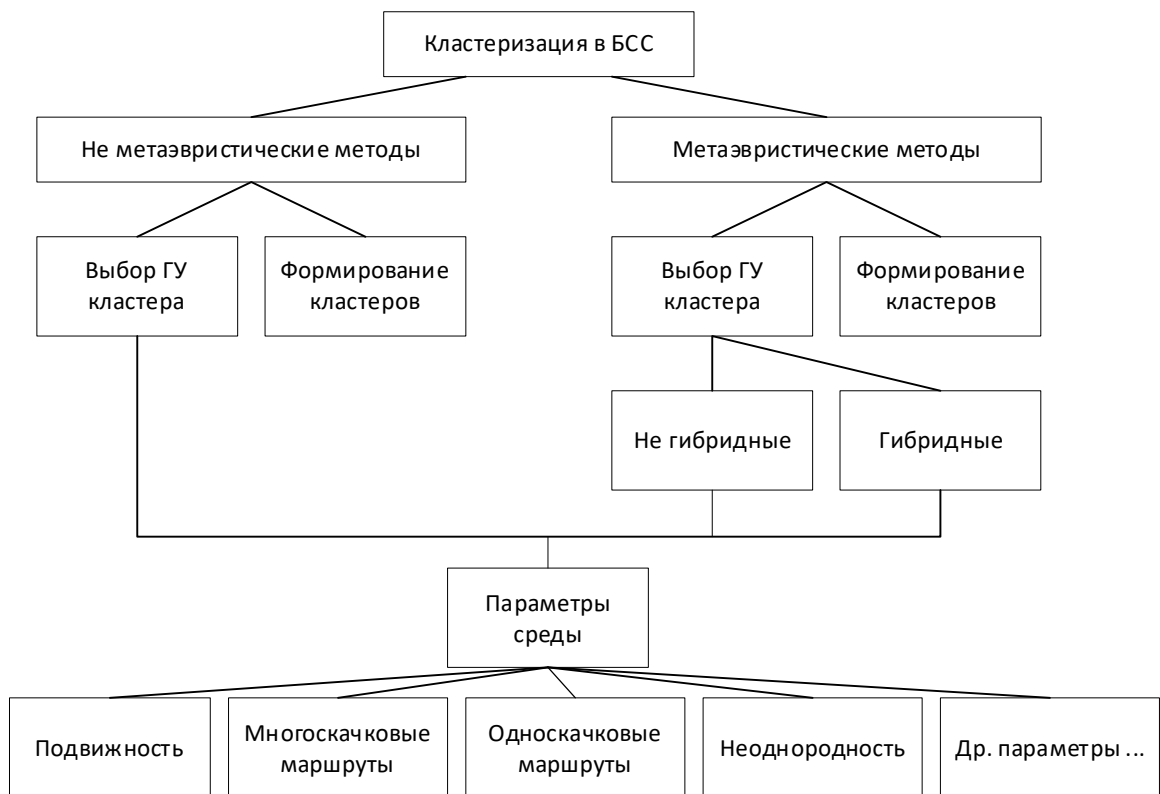 Кластеризация в БСС
Не метаэвристические методы
Метаэвристические методы
Выбор ГУ
кластера
Формирование
кластеров
Выбор ГУ
кластера
Формирование
кластеров
Не гибридные
Гибридные
Параметры
среды
Подвижность
Многоскачковые
маршруты
Односкачковые
маршруты
Неоднородность
Др. параметры ...